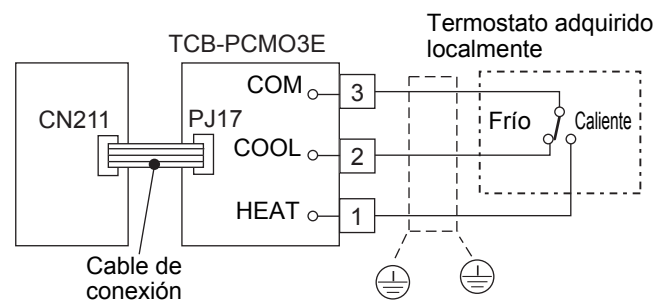 Termostato adquirido
localmente
TCB-PCMO3E
COM
3
CN211
PJ17
Frío
Caliente
COOL
2
HEAT
1
Cable de
conexión